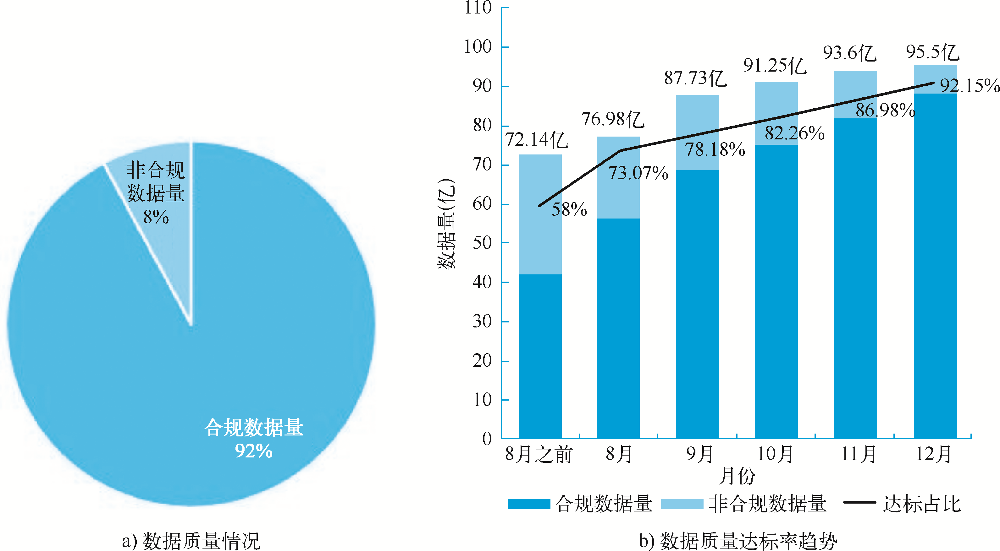 非合规
数据量
8%
合规数据量
92%
a) 数据质量情况
数据量(亿)
110
100
90
80
70
60
50
40
30
20
10
0
72.14亿
76.98亿
87.73亿
91.25亿
93.6亿
95.5亿
58%
73.07%
78.18%
82.26%
86.98%
92.15%
8月之前
8月
9月
10月
11月
12月
月份
合规数据量
非合规数据量
达标占比
b) 数据质量达标率趋势